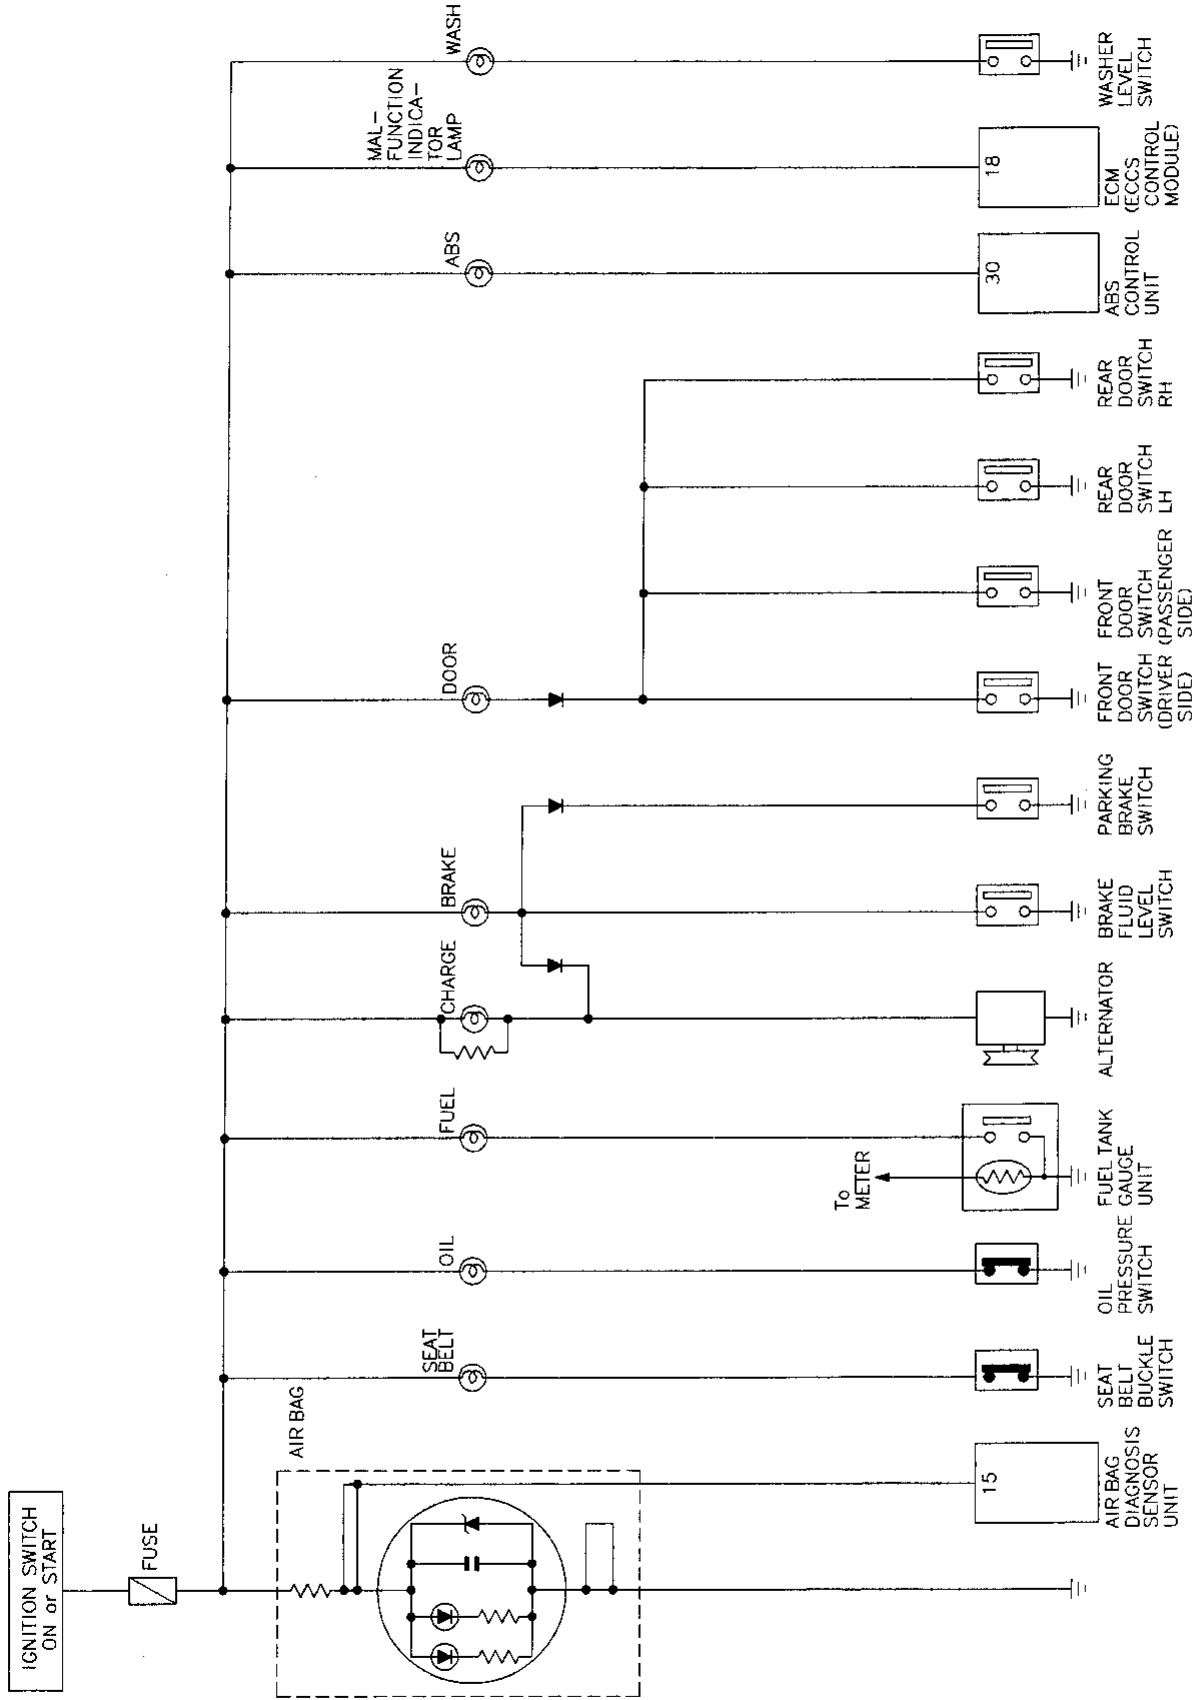 IGNITION SWITCH
ON or START
FUSE
AIR BAG
SEAT
BELT
OIL
FUEL
CHARGE
BRAKE
DOOR
ABS
MAL-
FUNCTION
INDICA-
TOR
LAMP
WASH
To
METER
15
AIR BAG
DIAGNOSIS
SENSOR
UNIT
SEAT
BELT
BUCKLE
SWITCH
OIL
PRESSURE
SWITCH
FUEL TANK
GAUGE
UNIT
ALTERNATOR
BRAKE
FLUID
LEVEL
SWITCH
PARKING
BRAKE
SWITCH
FRONT
DOOR
SWITCH
(DRIVER
SIDE)
FRONT
DOOR
SWITCH
(PASSENGER
SIDE)
REAR
DOOR
SWITCH
LH
REAR
DOOR
SWITCH
RH
30
ABS
CONTROL
UNIT
18
ECM
(ECCS
CONTROL
MODULE)
WASHER
LEVEL
SWITCH